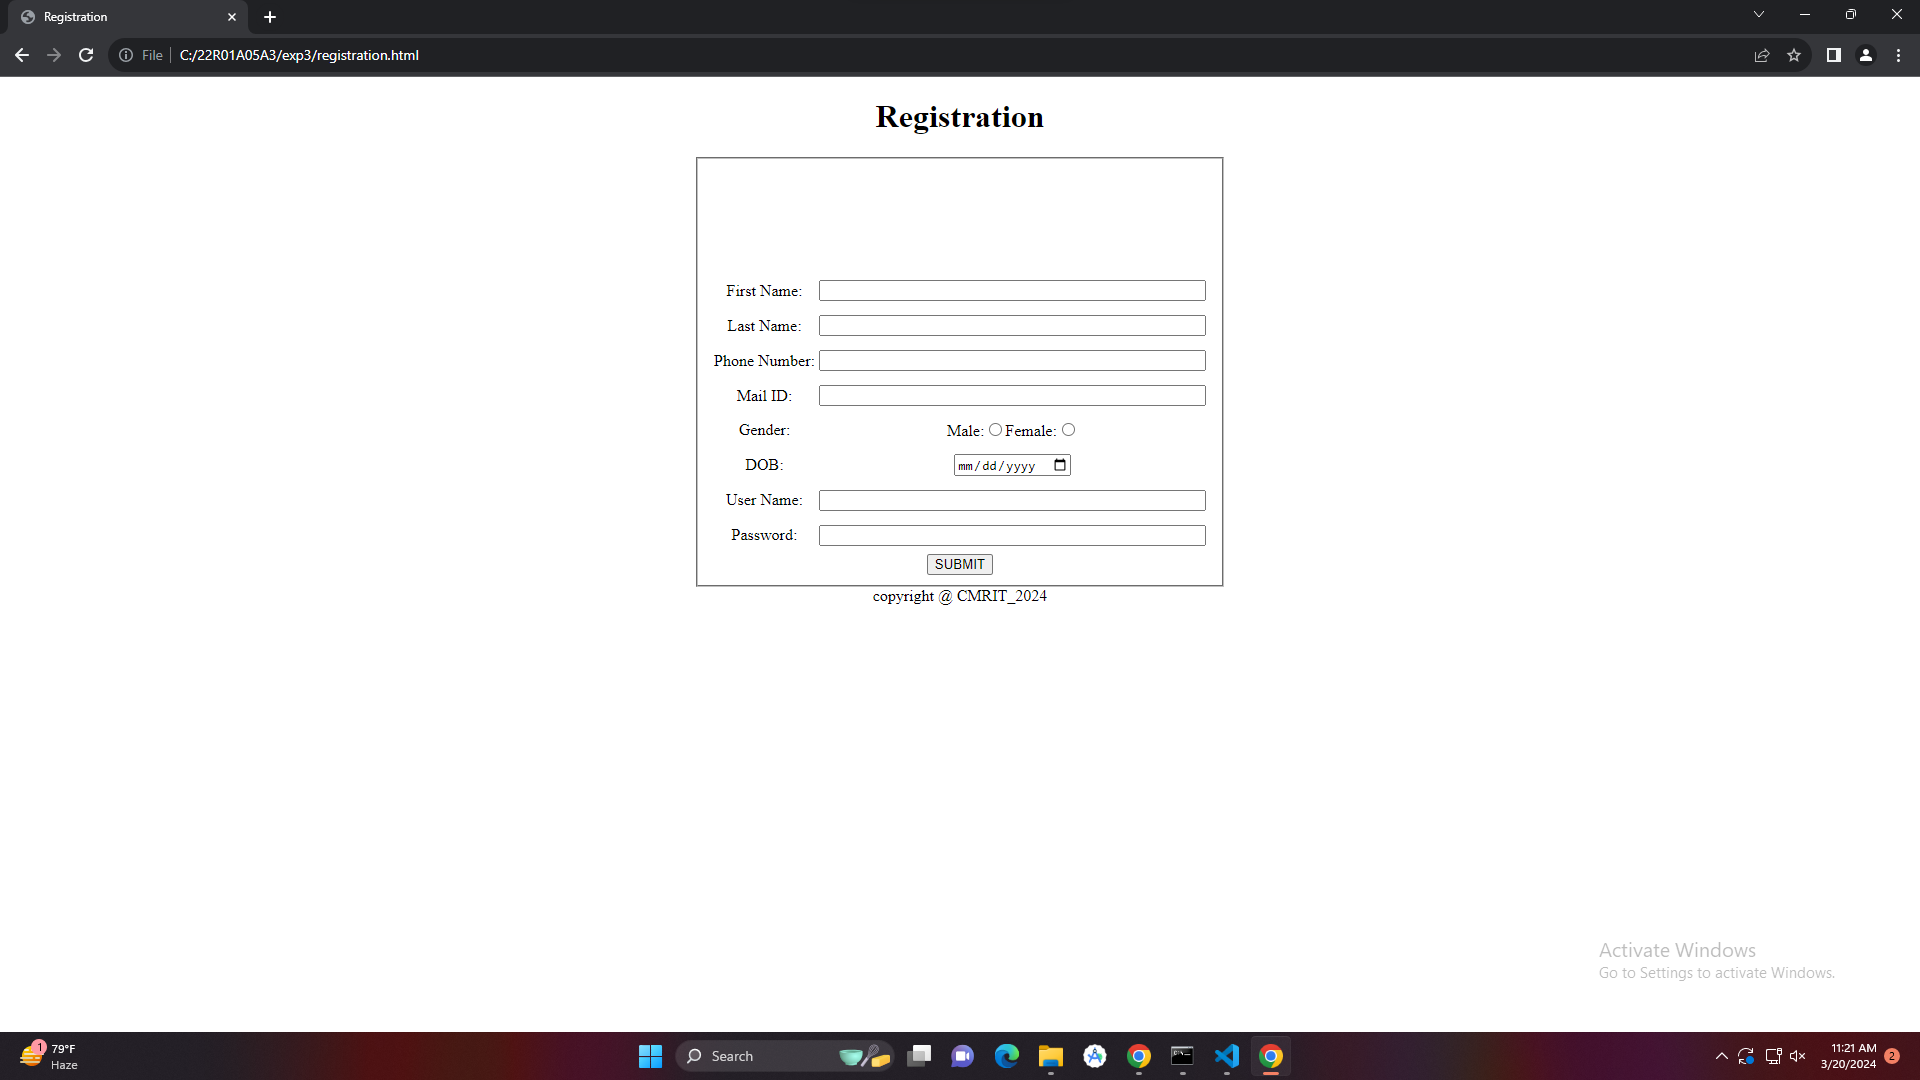 Registration
File
C:/22R01A05A3/exp3/registration.html
Registration
First Name:
Last Name:
Phone Number:
Mail ID:
Gender: Male: Female:
DOB: mm/dd/yyyy
User Name:
Password:
SUBMIT
copyright @ CMRIT_2024
Activate Windows
Go to Settings to activate Windows.
1
79°F
Haze
Search
11:21 AM
3/20/2024
2